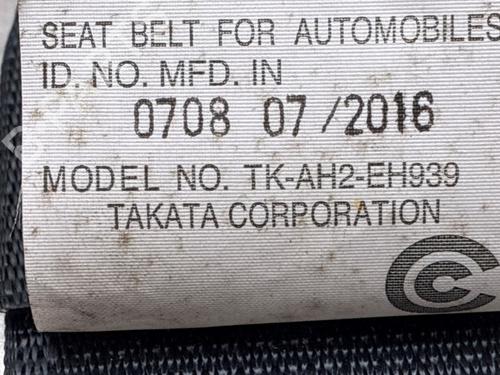 SEAT BELT FOR AUTOMOBILES
ID. NO. MFD. IN
0708 07/2016
MODEL NO. TK-AH2-EH939
TAKATA CORPORATION